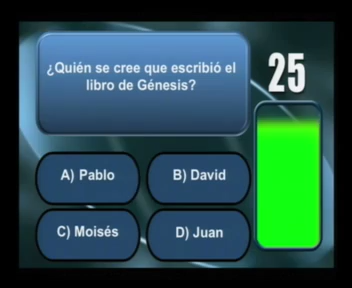 ¿Quién se cree que escribió el
libro de Génesis?
25
A) Pablo
B) David
C) Moisés
D) Juan